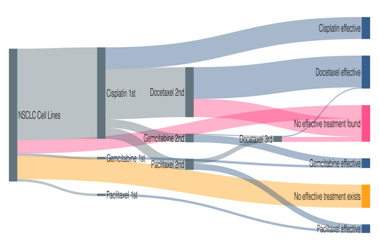 Cisplatin effective
Docetaxel effective
NSCLC Cell Lines
Cisplatin 1st
Docetaxel 2nd
No effective treatment found
Gemcitabine 2nd
Docetaxel 3rd
Gemcitabine 1st
Paclitaxel 2nd
Gemcitabine effective
Paclitaxel 1st
No effective treatment exists
Paclitaxel effective